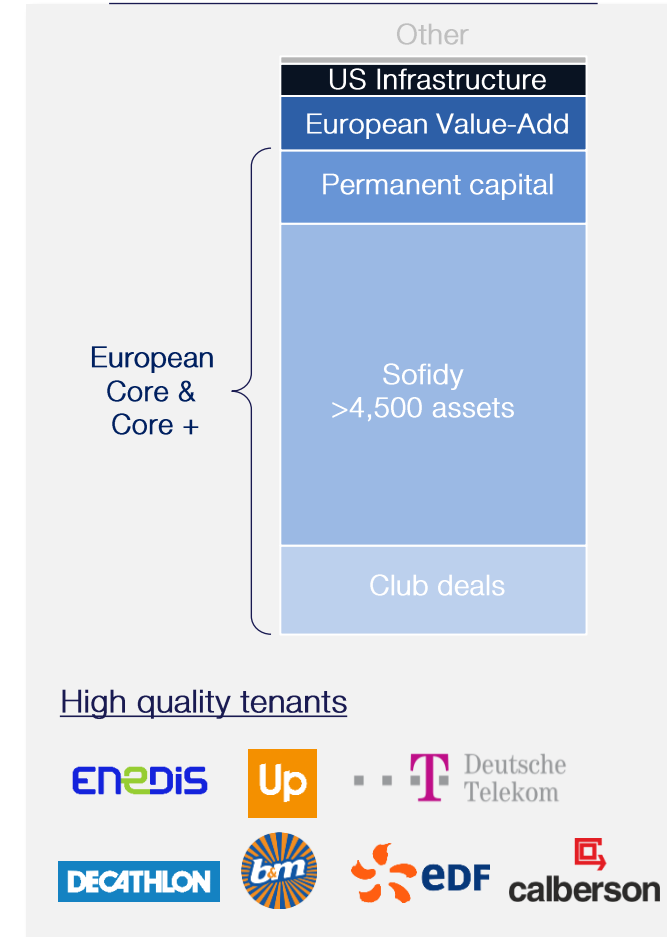 Other
US Infrastructure
European Value-Add
Permanent capital
European
Core &
Core +
Sofidy
>4,500 assets
Club deals
High quality tenants
ENEDIS
Up
T
Deutsche
Telekom
DECATHLON
b&m
eDF
calberson